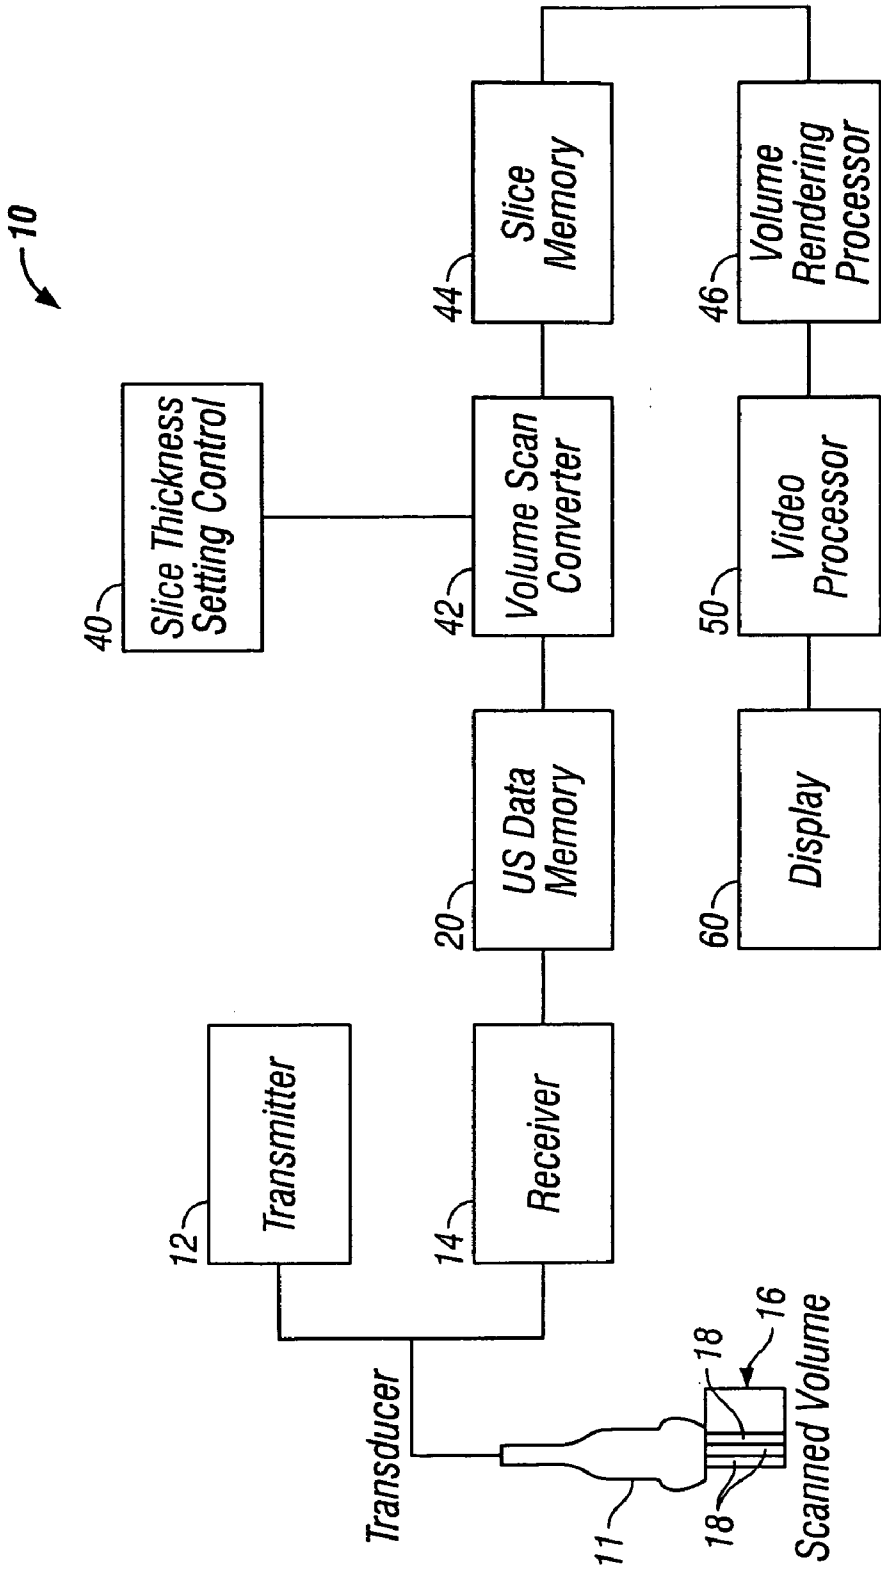 10
40
Slice Thickness
Setting Control
12
Transmitter
Transducer
14
Receiver
20
US Data
Memory
42
Volume Scan
Converter
44
Slice
Memory
11
18
18
16
Scanned Volume
60
Display
50
Video
Processor
46
Volume
Rendering
Processor